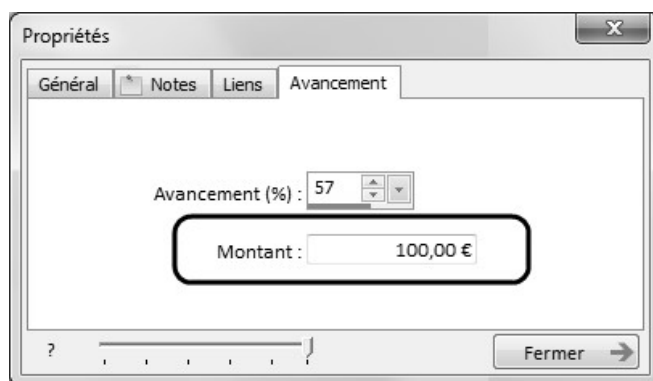 Propriétés
Général Notes Liens Avancement
Avancement (%) : 57
Montant : 100,00 €
? Fermer